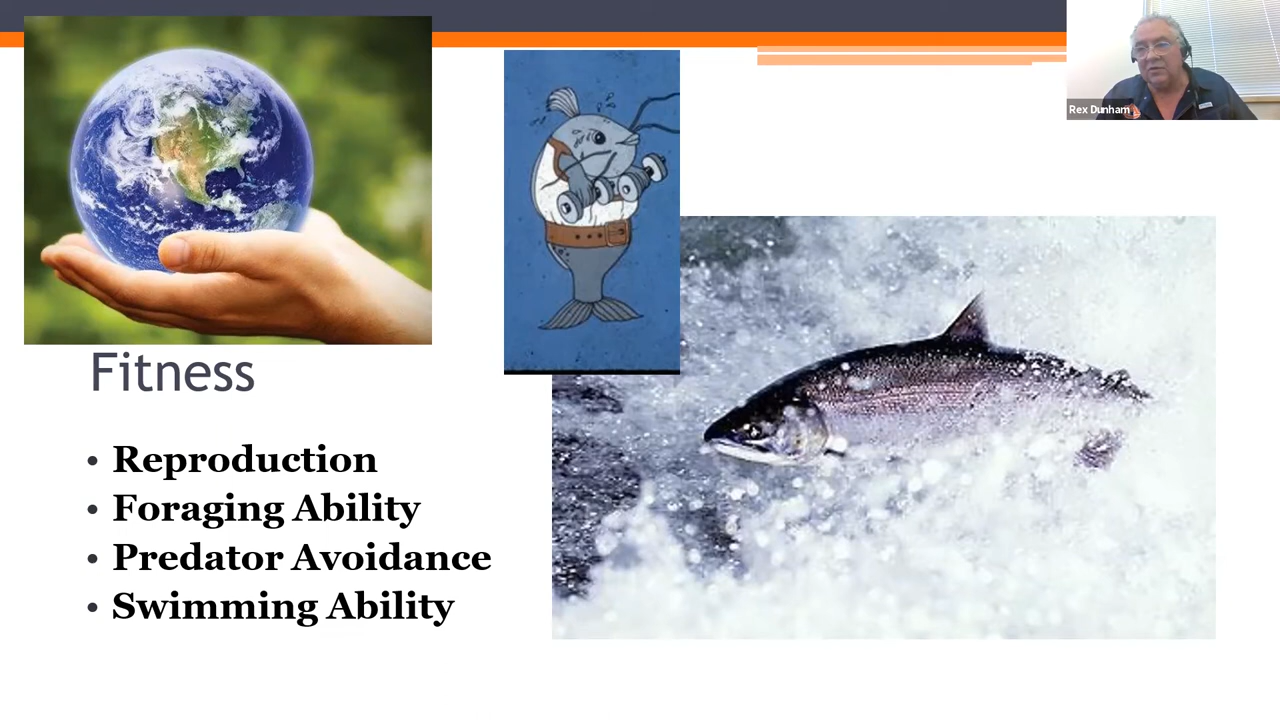 Rex Dunham
Fitness
• Reproduction
• Foraging Ability
• Predator Avoidance
• Swimming Ability